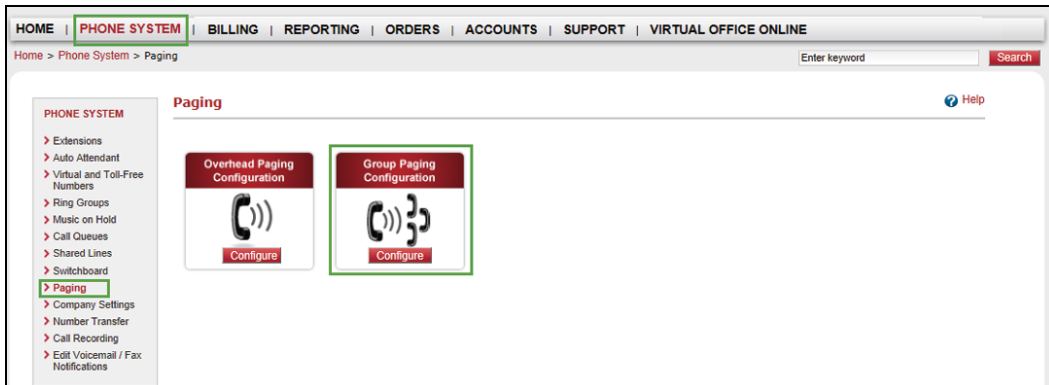 HOME | PHONE SYSTEM | BILLING | REPORTING | ORDERS | ACCOUNTS | SUPPORT | VIRTUAL OFFICE ONLINE
Home > Phone System > Paging
Enter keyword
Search
PHONE SYSTEM
> Extensions
> Auto Attendant
> Virtual and Toll-Free
Numbers
> Ring Groups
> Music on Hold
> Call Queues
> Shared Lines
> Switchboard
> Paging
> Company Settings
> Number Transfer
> Call Recording
> Edit Voicemail / Fax
Notifications
Paging
? Help
Overhead Paging
Configuration
Configure
Group Paging
Configuration
Configure